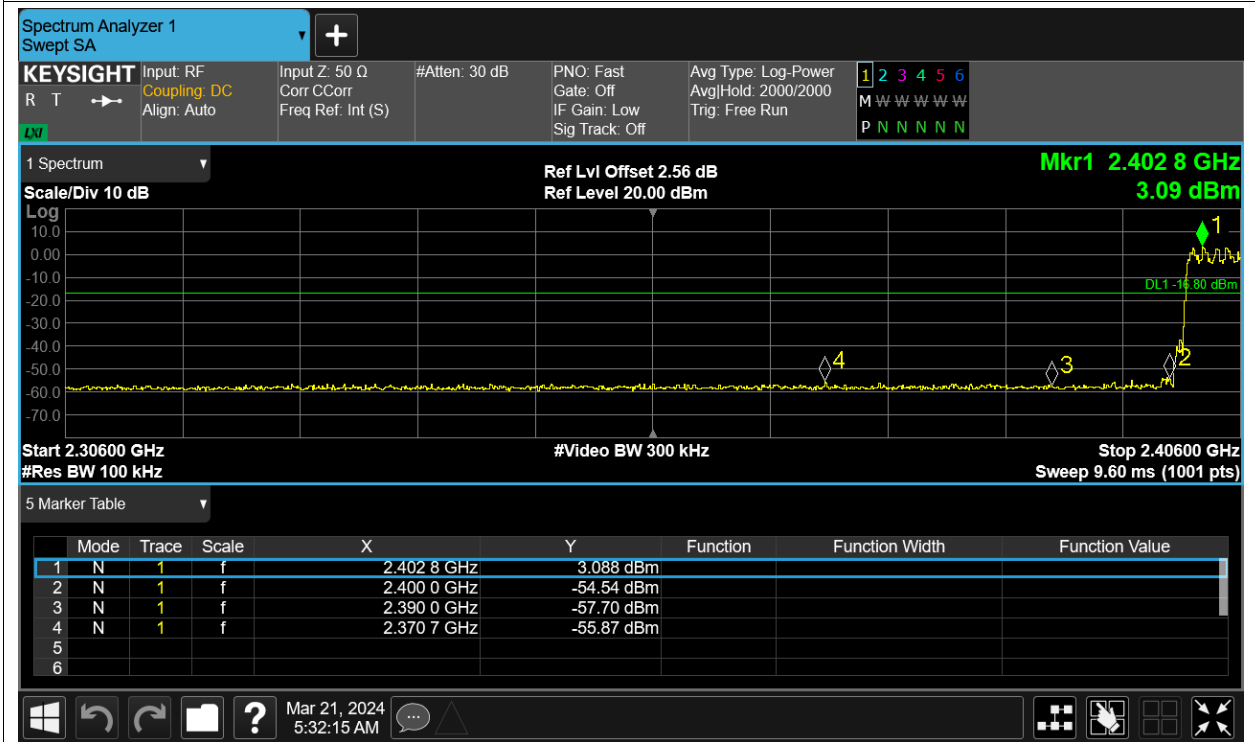 Spectrum Analyzer 1
Swept SA
KEYSIGHT
R T
LXI
Input: RF
Coupling: DC
Align: Auto
Input Z: 50 Ω
Corr CCorr
Freq Ref: Int (S)
#Atten: 30 dB
PNO: Fast
Gate: Off
IF Gain: Low
Sig Track: Off
Avg Type: Log-Power
Avg|Hold: 2000/2000
Trig: Free Run
1 2 3 4 5 6
M W W W W W
P N N N N N
1 Spectrum
Scale/Div 10 dB
Ref Lvl Offset 2.56 dB
Ref Level 20.00 dBm
Mkr1 2.402 8 GHz
3.09 dBm
Log
10.0
0.00
-10.0
-20.0
-30.0
-40.0
-50.0
-60.0
-70.0
1
DL1 -16.80 dBm
4
3
2
Start 2.30600 GHz
#Res BW 100 kHz
#Video BW 300 kHz
Stop 2.40600 GHz
Sweep 9.60 ms (1001 pts)
5 Marker Table
Mode Trace Scale X Y Function Function Width Function Value
1 N 1 f 2.402 8 GHz 3.088 dBm
2 N 1 f 2.400 0 GHz -54.54 dBm
3 N 1 f 2.390 0 GHz -57.70 dBm
4 N 1 f 2.370 7 GHz -55.87 dBm
5
6
?
Mar 21, 2024
5:32:15 AM